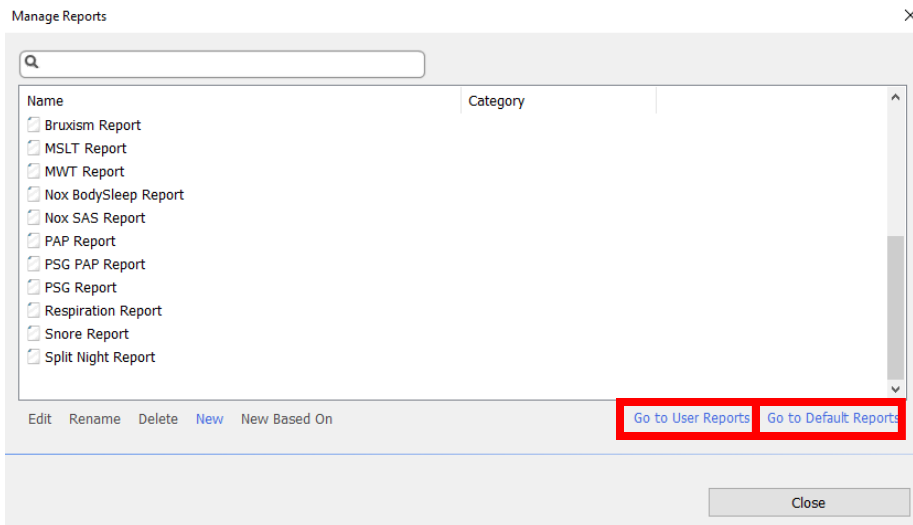 Manage Reports
Name Category
Bruxism Report
MSLT Report
MWT Report
Nox BodySleep Report
Nox SAS Report
PAP Report
PSG PAP Report
PSG Report
Respiration Report
Snore Report
Split Night Report
Edit Rename Delete New New Based On Go to User Reports Go to Default Reports
Close